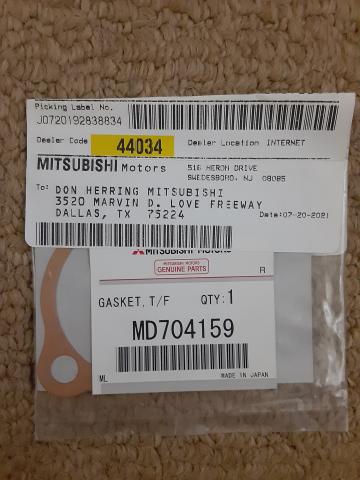 Picking Label No.
J0720192838834
Dealer Code 44034 Dealer Location INTERNET
MITSUBISHI Motors 516 HERON DRIVE
SWEDESBORO, NJ 08085
To: DON HERRING MITSUBISHI
3520 MARVIN D. LOVE FREEWAY
DALLAS, TX 75224 Date:07-20-2021
MITSUBISHI MOTORS
MITSUBISHI MOTORS
GENUINE PARTS R
GASKET,T/F QTY:1
MD704159
ML MADE IN JAPAN